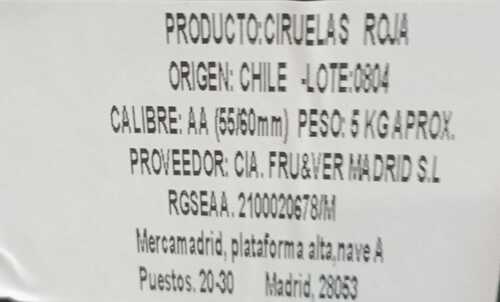 PRODUCTO:CIRUELAS ROJA
ORIGEN: CHILE -LOTE:0804
CALIBRE: AA (55/60mm) PESO: 5 KG APROX.
PROVEEDOR: CIA. FRU&VER MADRID S.L
RGSEAA. 2100020678/M
Mercamadrid, plataforma alta,nave A
Puestos. 20-30 Madrid, 28053